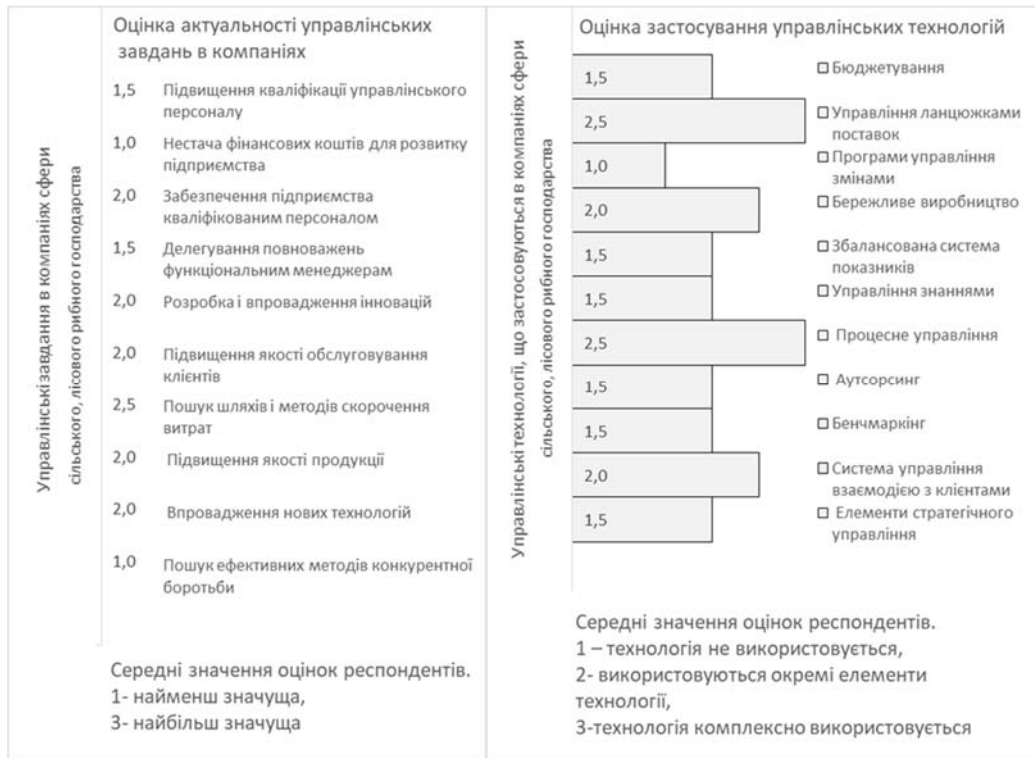 Управлінські завдання в компаніях сфери
сільського, лісового рибного господарства
Оцінка актуальності управлінських
завдань в компаніях
1,5 Підвищення кваліфікації управлінського
персоналу
1,0 Нестача фінансових коштів для розвитку
підприємства
2,0 Забезпечення підприємства
кваліфікованим персоналом
1,5 Делегування повноважень
функціональним менеджерам
2,0 Розробка і впровадження інновацій
2,0 Підвищення якості обслуговування
клієнтів
2,5 Пошук шляхів і методів скорочення
витрат
2,0 Підвищення якості продукції
2,0 Впровадження нових технологій
1,0 Пошук ефективних методів конкурентної
боротьби
Середні значення оцінок респондентів.
1- найменш значуща,
3- найбільш значуща
Управлінські технології, що застосовуються в компаніях сфери
сільського, лісового рибного господарства
Оцінка застосування управлінських технологій
1,5 Бюджетування
2,5 Управління ланцюжками
поставок
1,0 Програми управління
змінами
2,0 Бережливе виробництво
1,5 Збалансована система
показників
1,5 Управління знаннями
2,5 Процесне управління
1,5 Аутсорсинг
1,5 Бенчмаркінг
2,0 Система управління
взаємодією з клієнтами
1,5 Елементи стратегічного
управління
Середні значення оцінок респондентів.
1 – технологія не використовується,
2- використовуються окремі елементи
технології,
3-технологія комплексно використовується